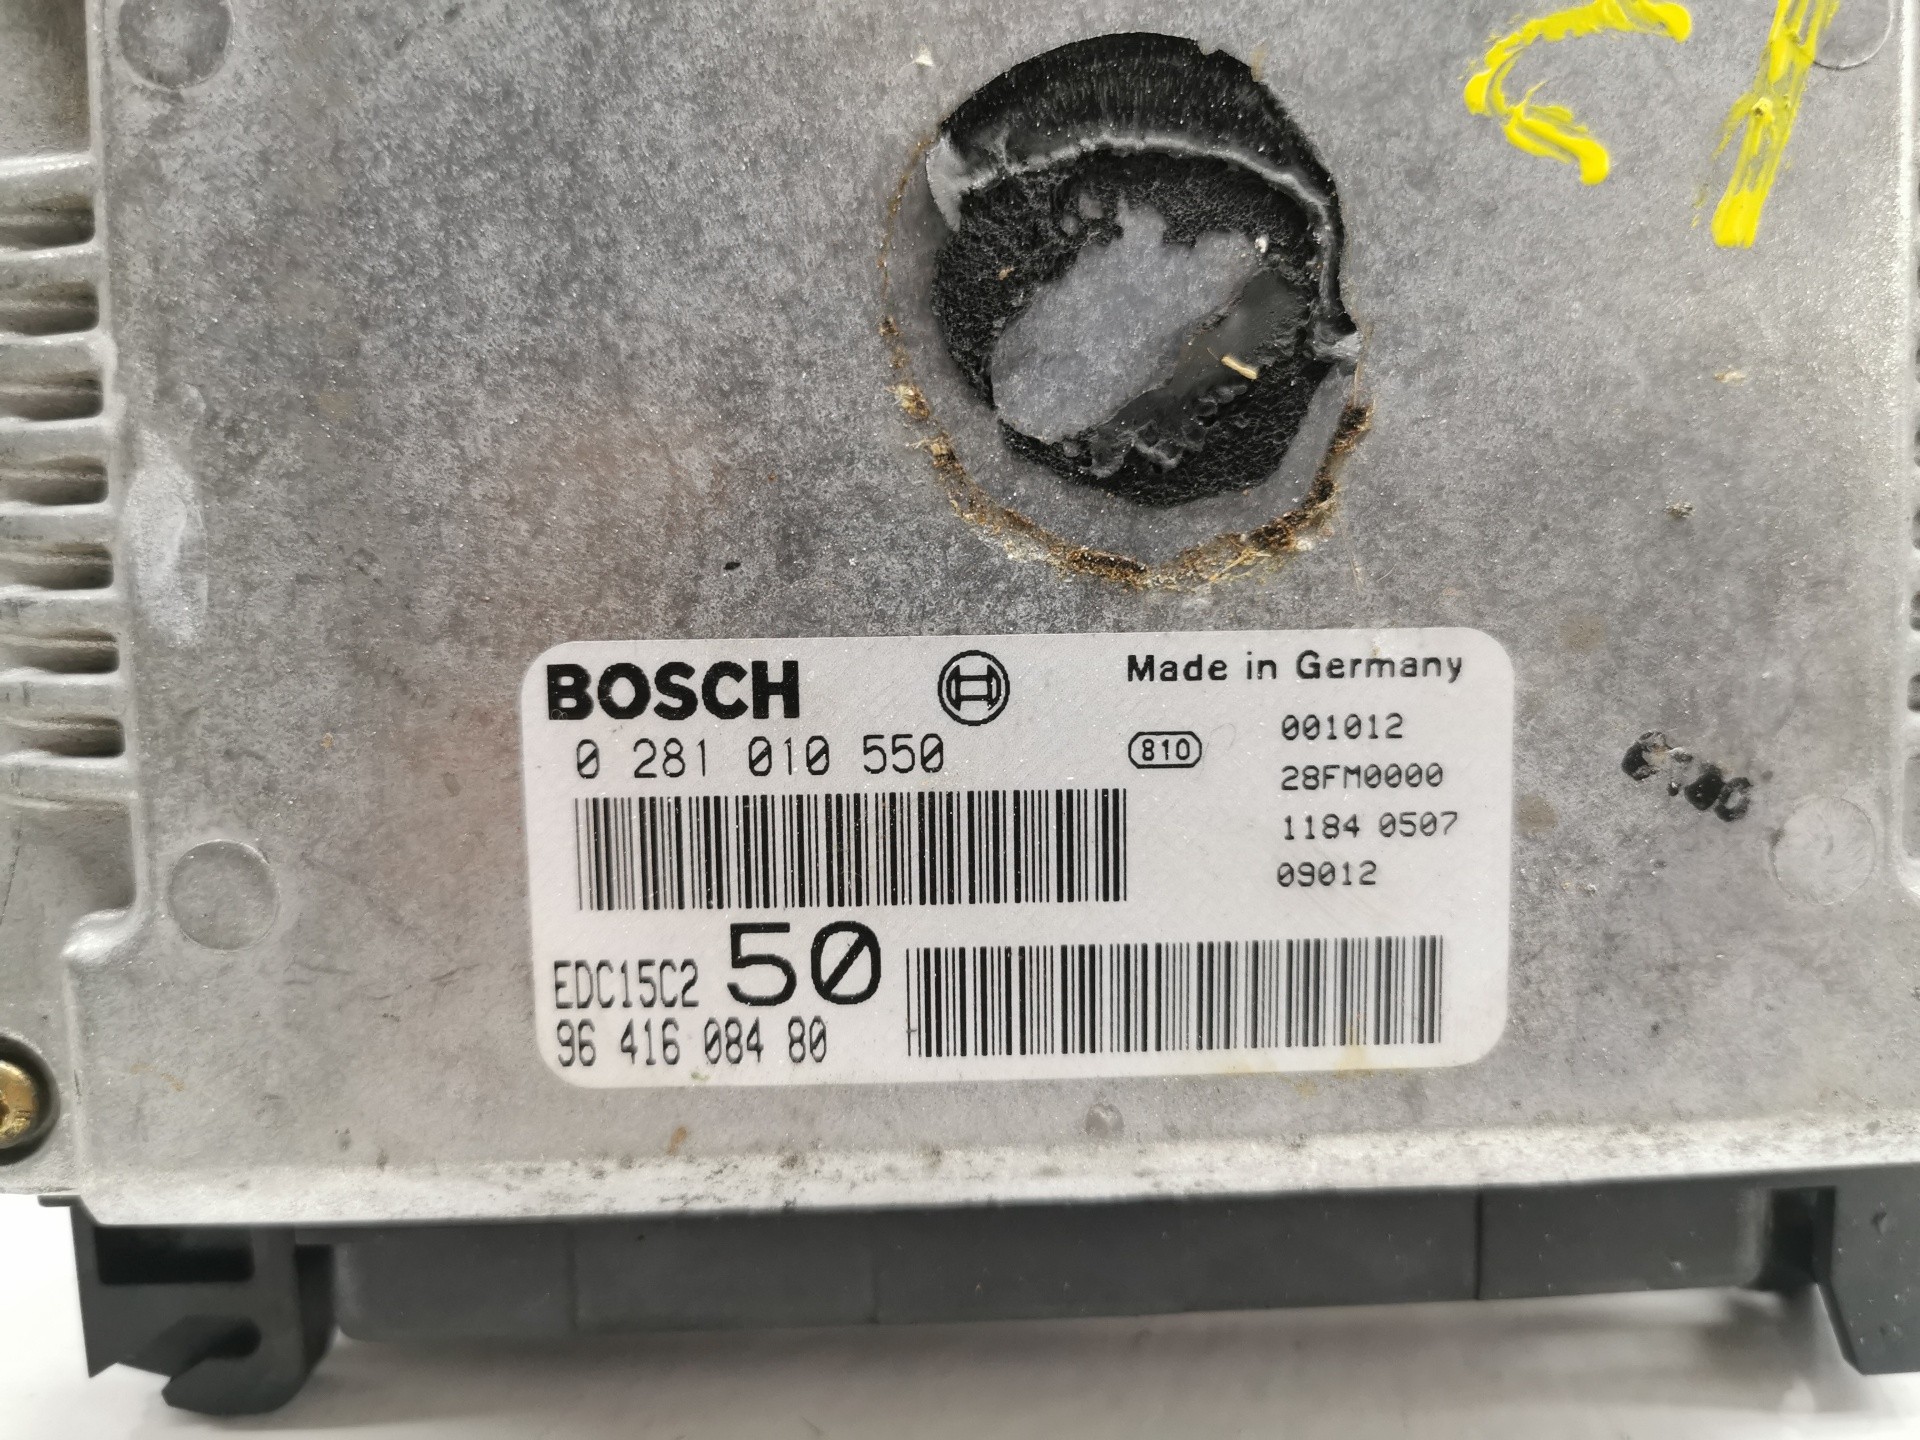 BOSCH
Made in Germany
0 281 010 550
810
001012
28FM0000
1184 0507
09012
EDC15C2 50
96 416 084 80